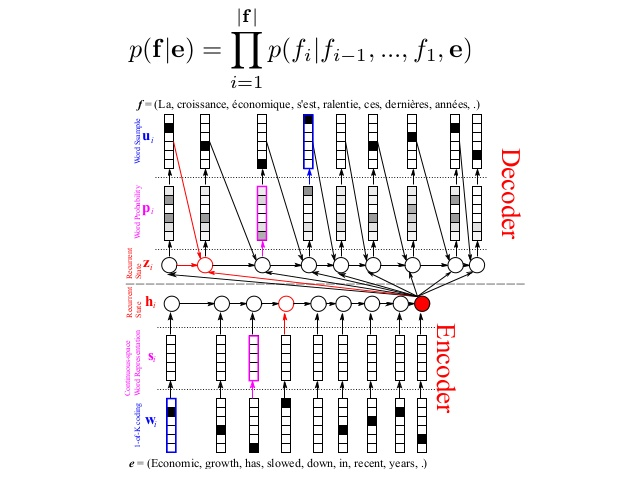 p(f|e) = ∏_{i=1}^{|f|} p(f_i|f_{i−1}, ..., f_1, e)
f = (La, croissance, économique, s'est, ralentie, ces, dernières, années, .)
Word Ssample
u_i
Word Probability
p_i
Recurrent State
z_i
Decoder
Recurrent State
h_i
Continuous-space Word Representation
s_i
1-of-K coding
w_i
Encoder
e = (Economic, growth, has, slowed, down, in, recent, years, .)